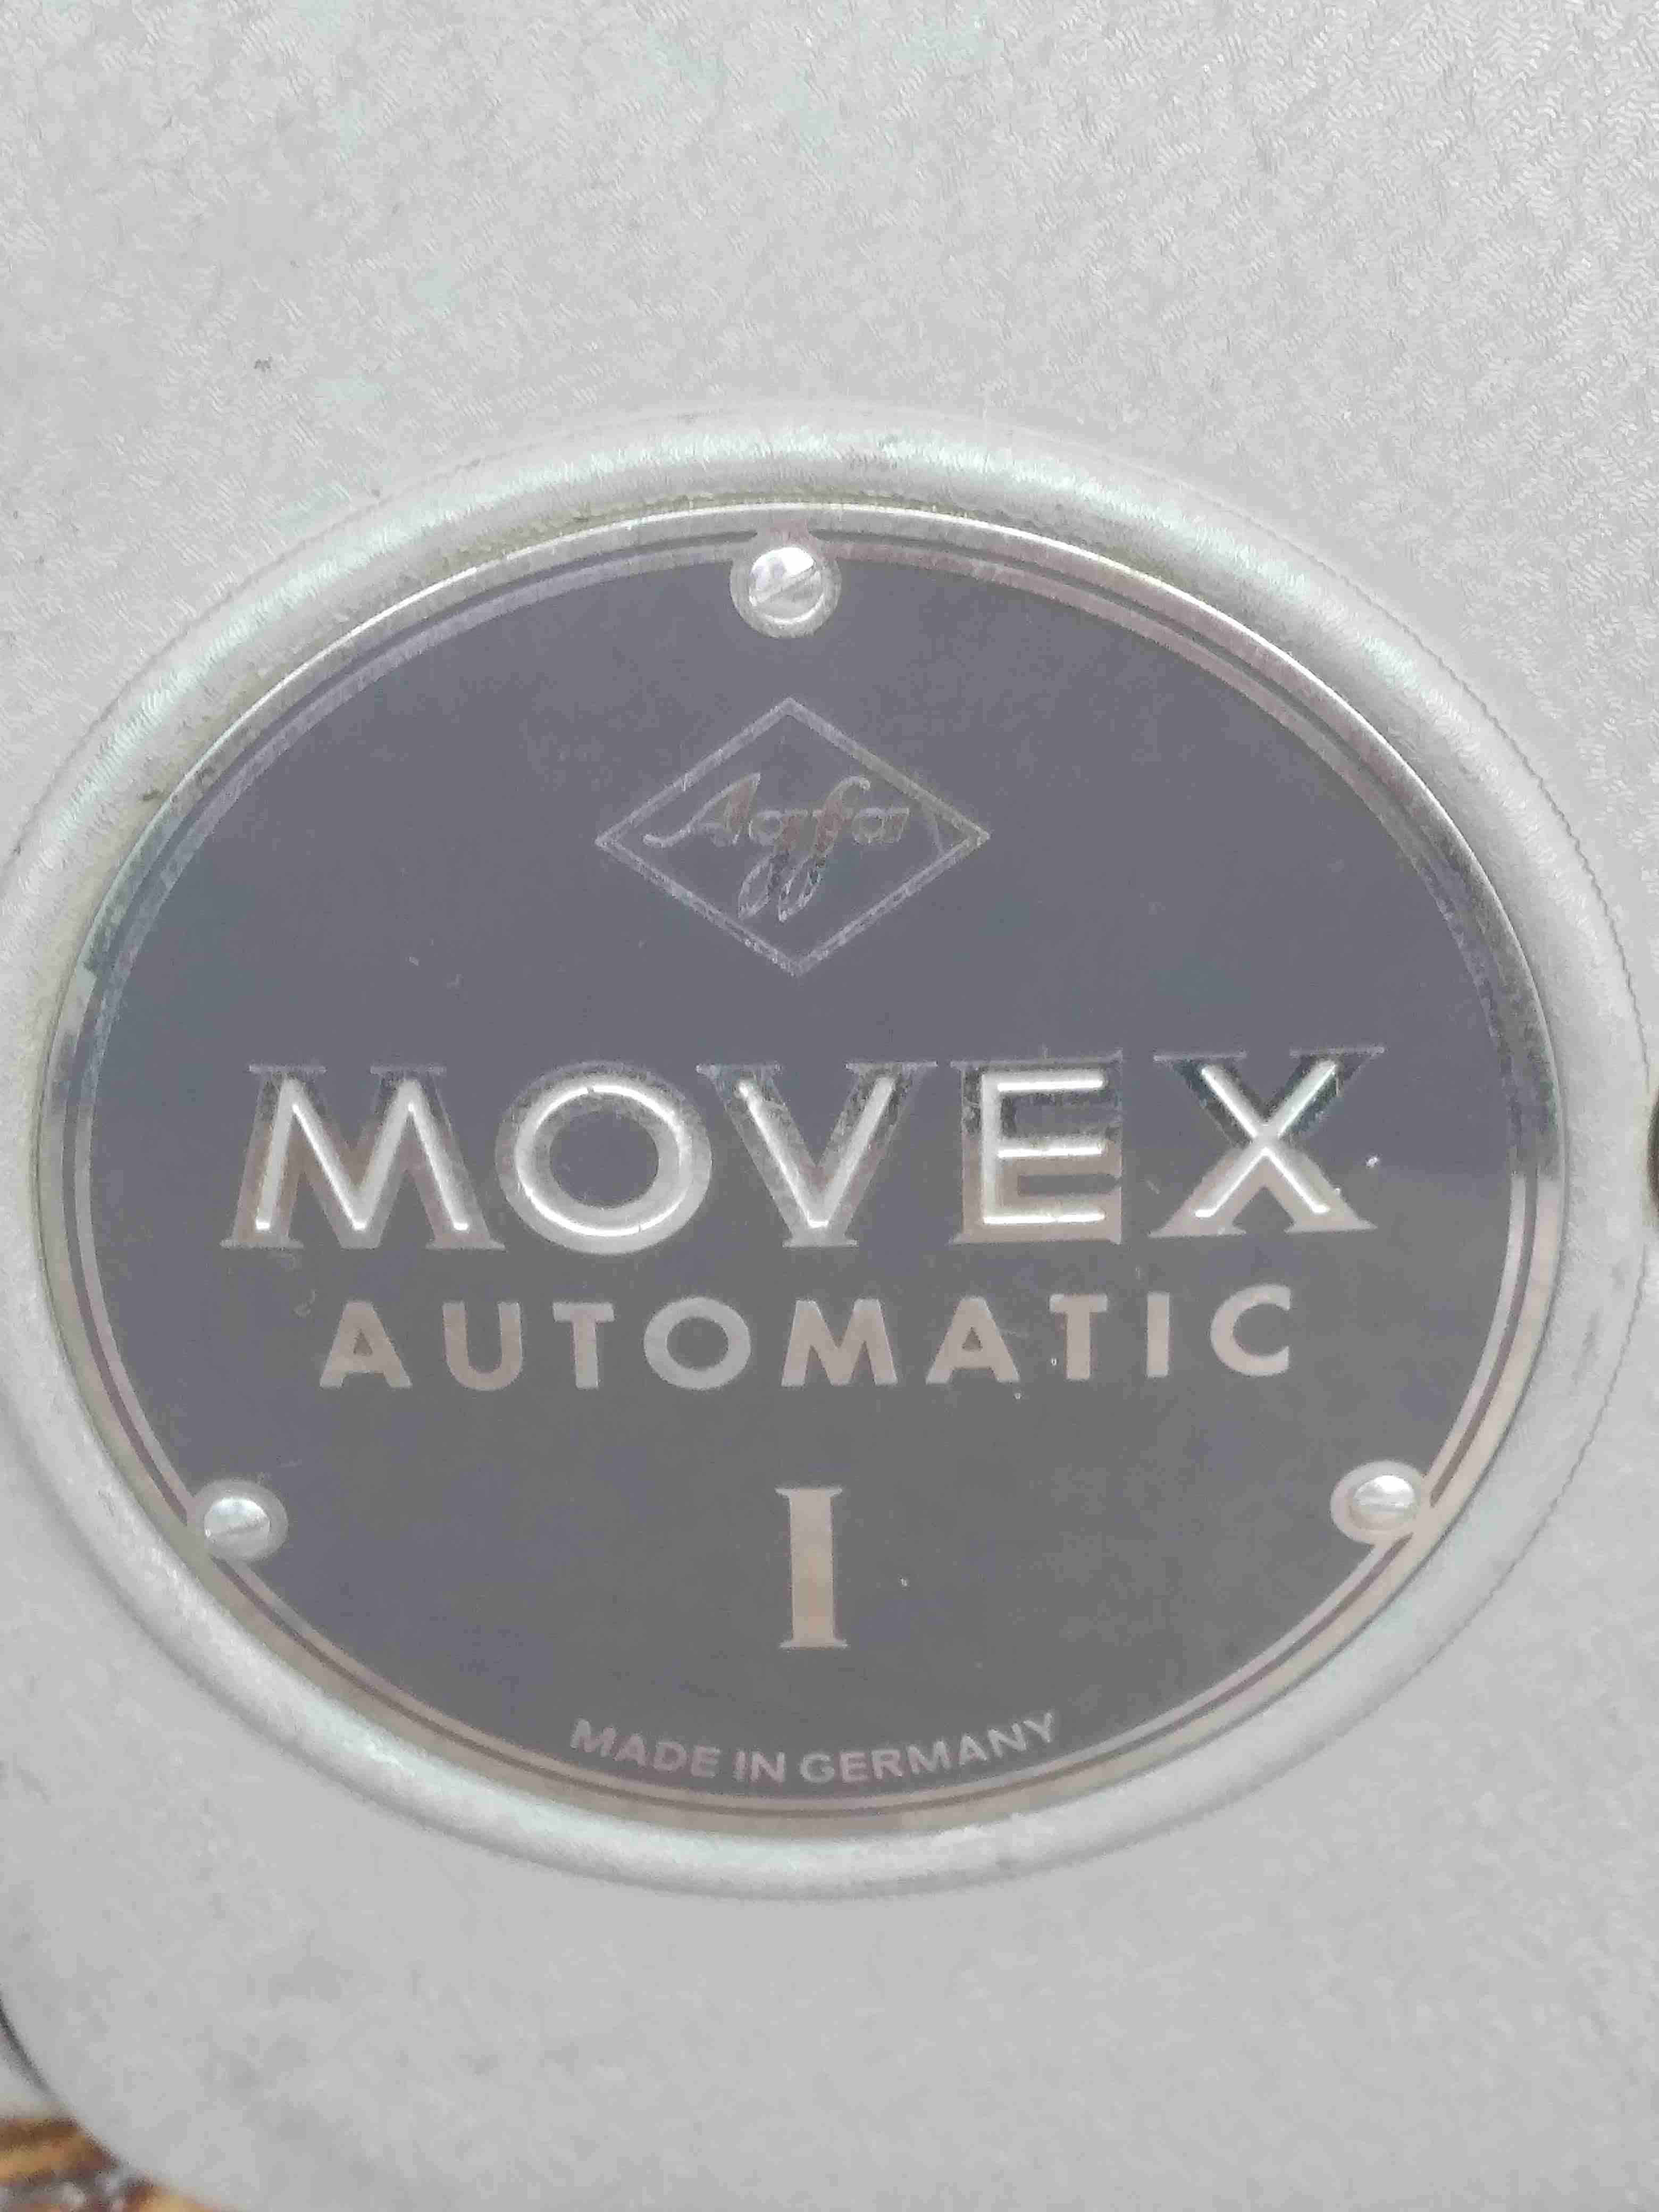 Agfa
MOVEX
AUTOMATIC
I
MADE IN GERMANY